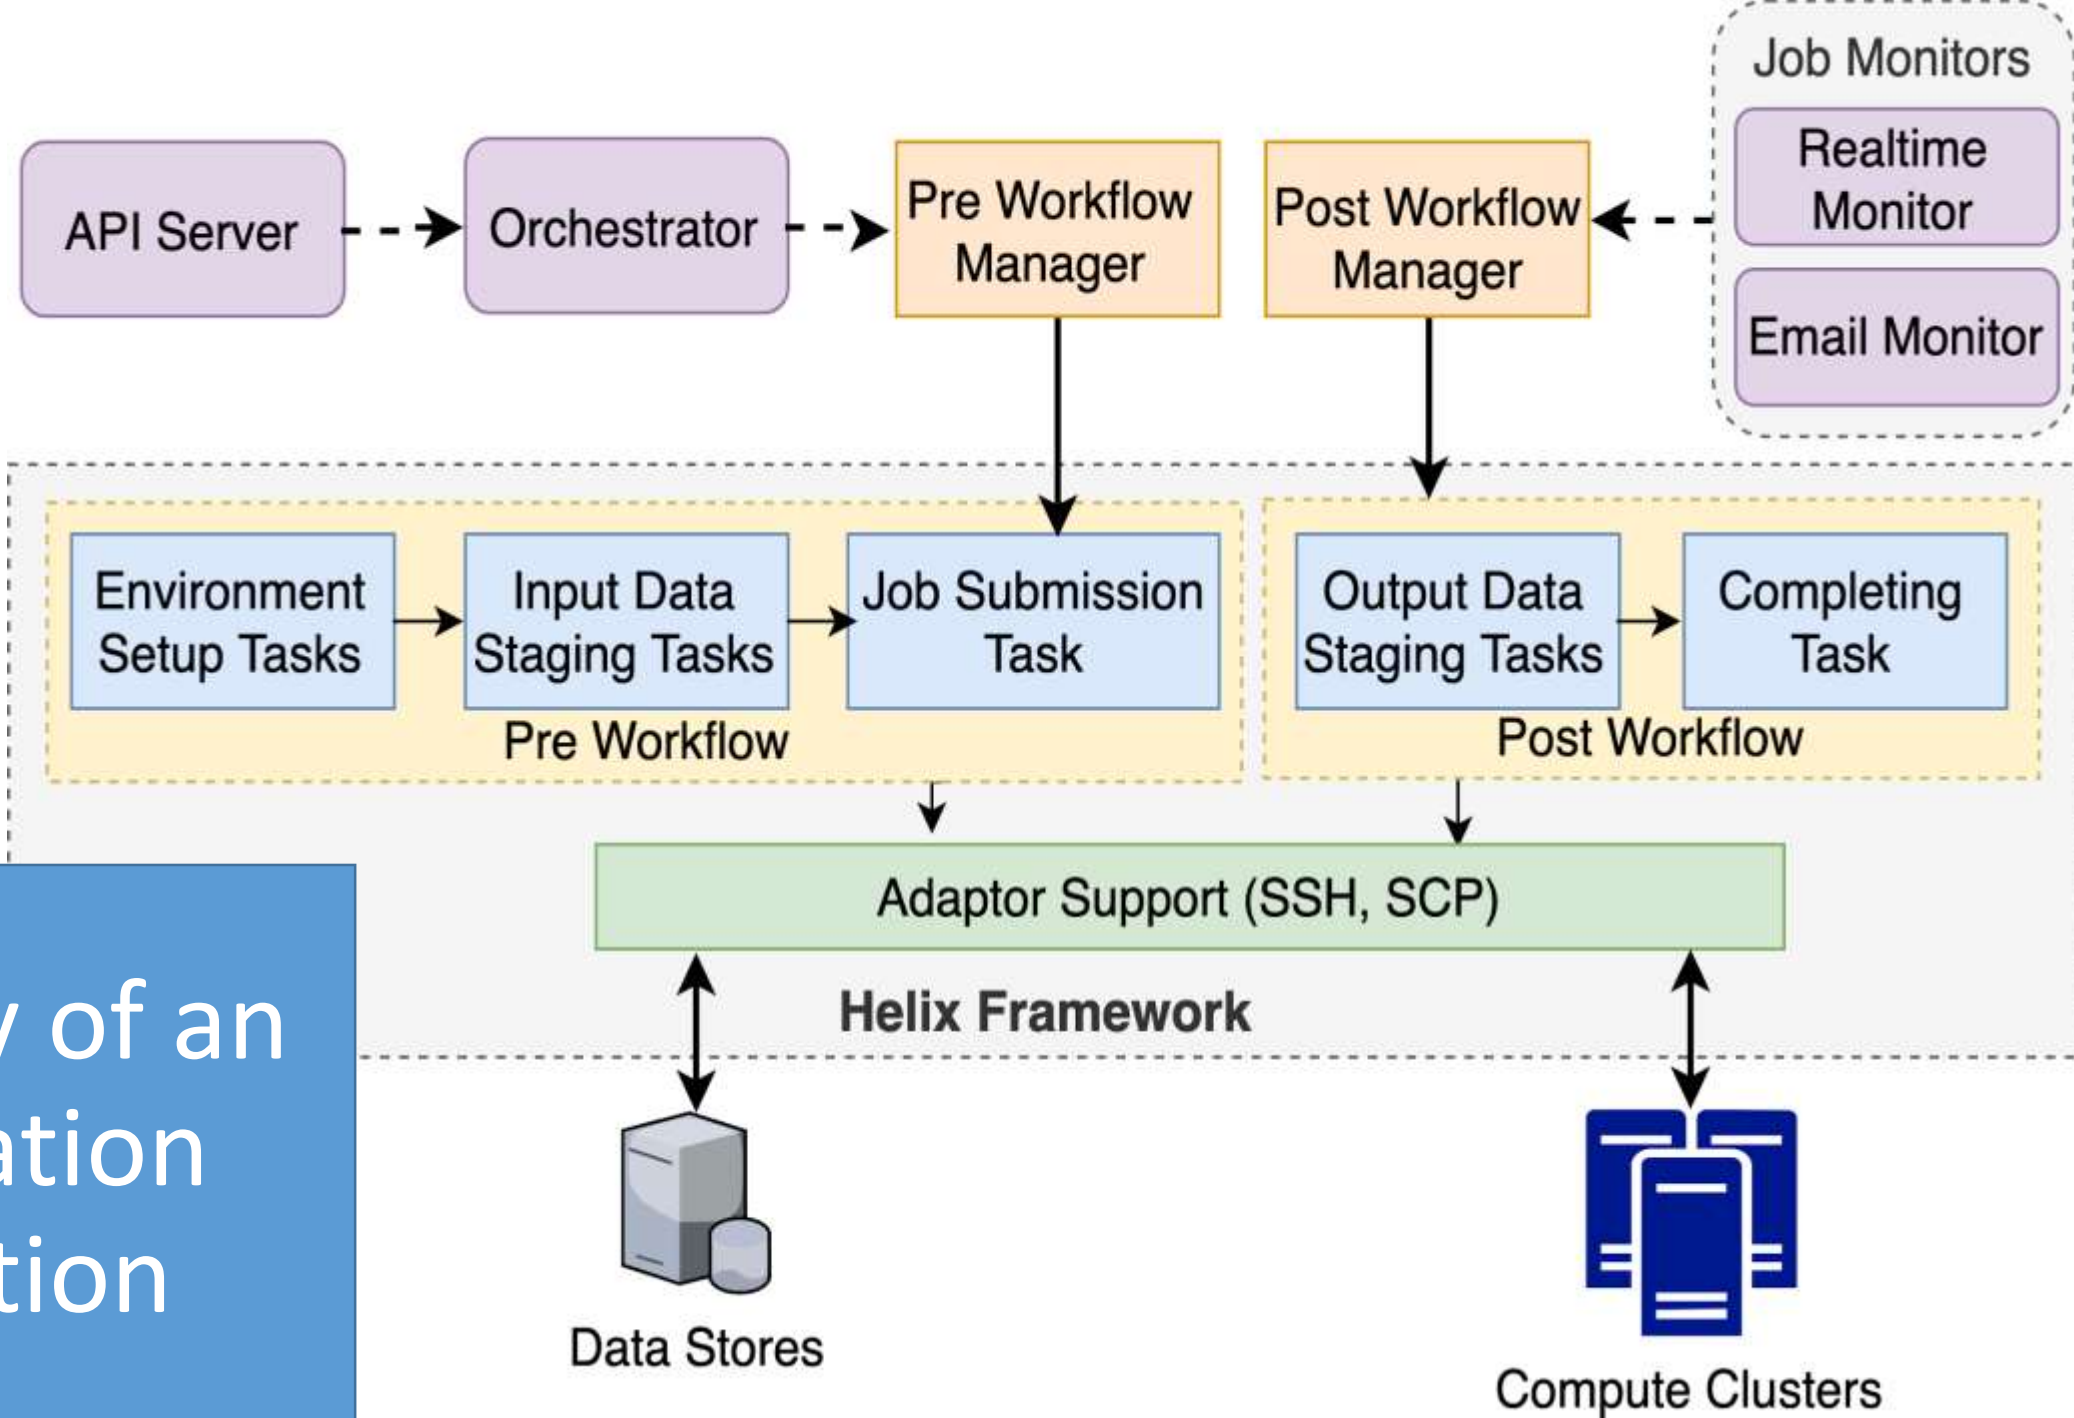 Job Monitors
Realtime
Monitor
Email Monitor
API Server
Orchestrator
Pre Workflow
Manager
Post Workflow
Manager
Environment
Setup Tasks
Input Data
Staging Tasks
Job Submission
Task
Pre Workflow
Output Data
Staging Tasks
Completing
Task
Post Workflow
Adaptor Support (SSH, SCP)
Helix Framework
of an
Data Stores
Compute Clusters